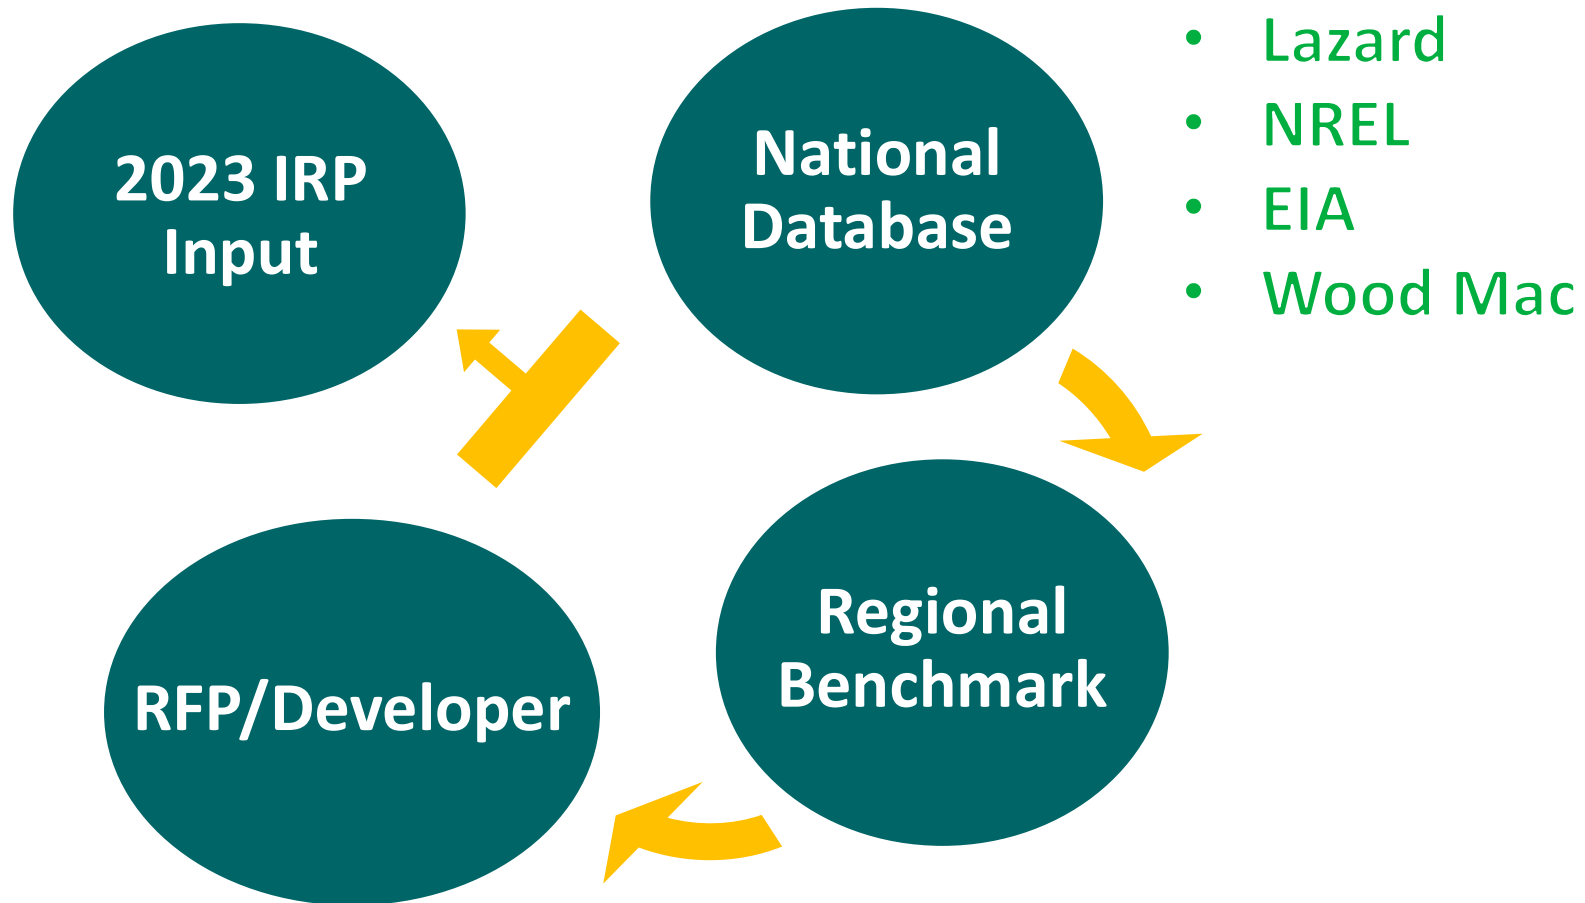 2023 IRP
Input
National
Database
• Lazard
• NREL
• EIA
• Wood Mac
RFP/Developer
Regional
Benchmark